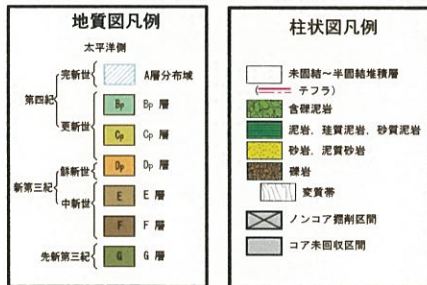 地質図凡例
太平洋側
完新世
A層分布域
第四紀
更新世
Bp
Bp 層
Cp
Cp 層
新第三紀
鮮新世
Dp
Dp 層
中新世
E
E 層
F
F 層
先新第三紀
G
G 層
柱状図凡例
未固結～半固結堆積層
(テフラ)
含礫泥岩
泥岩，珪質泥岩，砂質泥岩
砂岩，泥質砂岩
礫岩
変質帯
ノンコア掘削区間
コア未回収区間